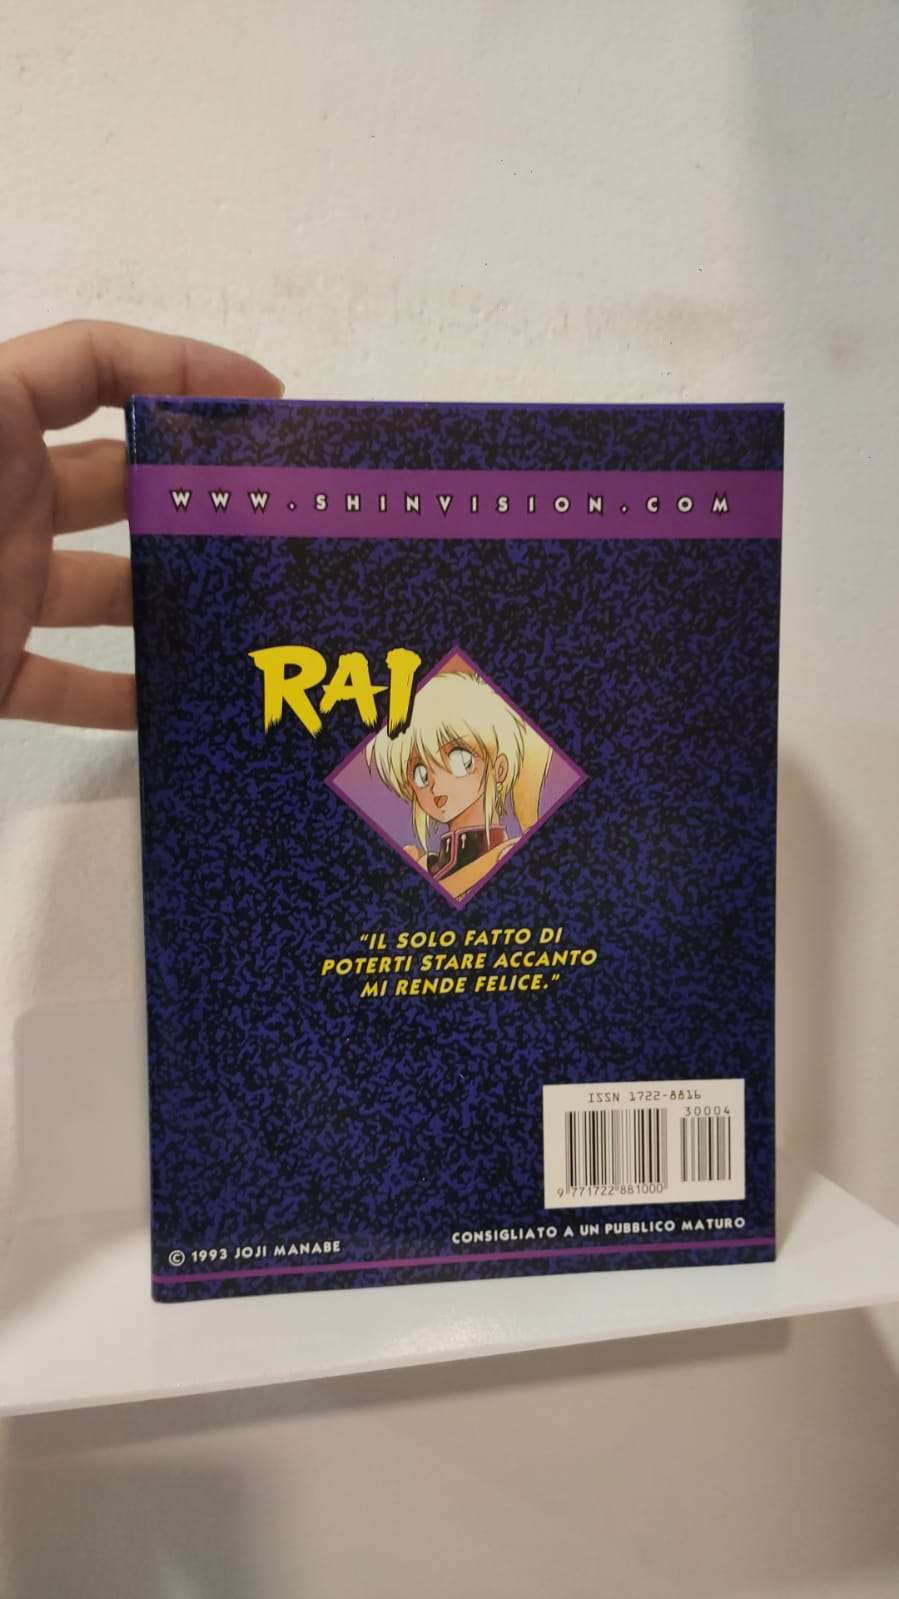 WWW.SHINVISION.COM
RAI
"IL SOLO FATTO DI
POTERTI STARE ACCANTO
MI RENDE FELICE."
ISSN 1722-8816
30004
9 771722 881000
CONSIGLIATO A UN PUBBLICO MATURO
© 1993 JOJI MANABE